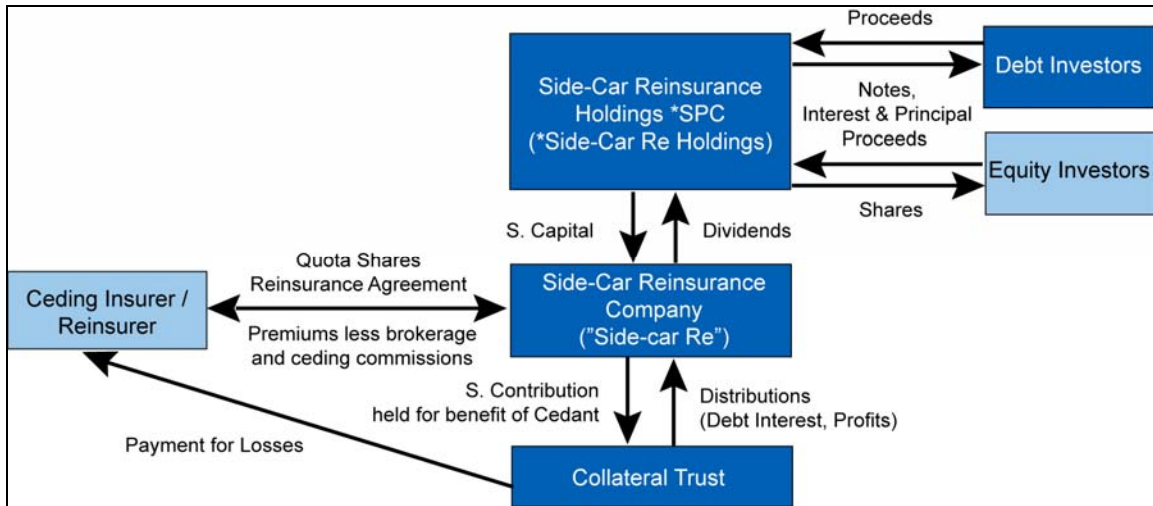 Proceeds
Side-Car Reinsurance
Holdings *SPC
(*Side-Car Re Holdings)
Debt Investors
Notes,
Interest & Principal
Proceeds
Equity Investors
Shares
S. Capital
Dividends
Quota Shares
Reinsurance Agreement
Ceding Insurer /
Reinsurer
Side-Car Reinsurance
Company
("Side-car Re")
Premiums less brokerage
and ceding commissions
S. Contribution
held for benefit of Cedant
Distributions
(Debt Interest, Profits)
Payment for Losses
Collateral Trust